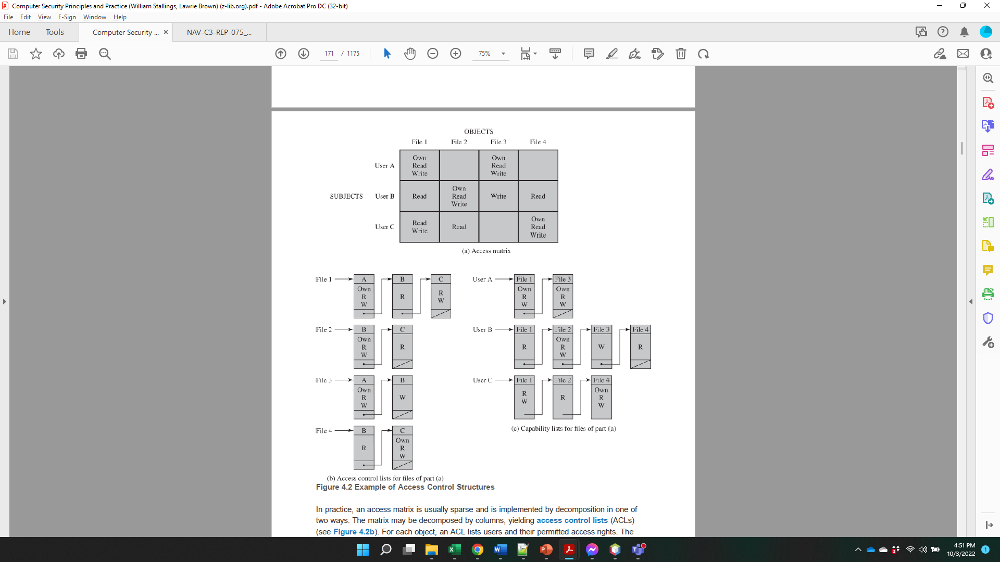 Computer Security Principles and Practice (William Stallings, Lawrie Brown) (z-lib.org).pdf - Adobe Acrobat Pro DC (32-bit)
File Edit View E-Sign Window Help
Home Tools Computer Security ... × NAV-C3-REP-075_...
171 / 1175 75%
OBJECTS
File 1 File 2 File 3 File 4
User A
Own
Read
Write
Own
Read
Write
SUBJECTS User B
Read
Own
Read
Write
Write
Read
User C
Read
Write
Read
Own
Read
Write
(a) Access matrix
File 1 A B C
Own
R
W
R
R
W
File 2 B C
Own
R
W
R
File 3 A B
Own
R
W
W
File 4 B C
R
Own
R
W
(b) Access control lists for files of part (a)
User A File 1 File 3
Own
R
W
Own
R
W
User B File 1 File 2 File 3 File 4
R
Own
R
W
W
R
User C File 1 File 2 File 4
R
W
R
Own
R
W
(c) Capability lists for files of part (a)
Figure 4.2 Example of Access Control Structures
In practice, an access matrix is usually sparse and is implemented by decomposition in one of
two ways. The matrix may be decomposed by columns, yielding access control lists (ACLs)
(see Figure 4.2b). For each object, an ACL lists users and their permitted access rights. The
4:51 PM
10/3/2022
1